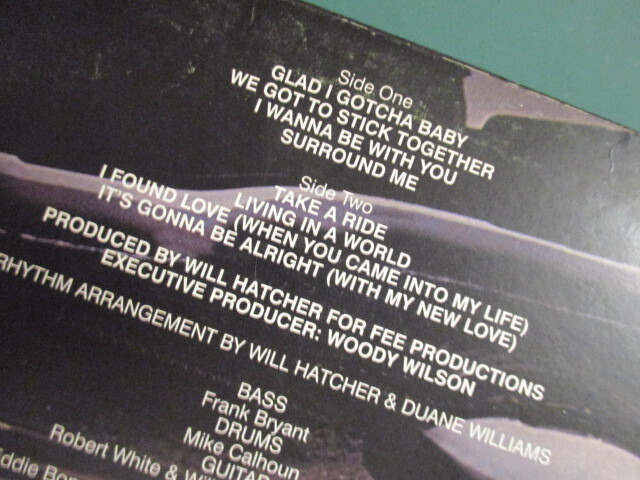 Side One
GLAD I GOTCHA BABY
WE GOT TO STICK TOGETHER
I WANNA BE WITH YOU
SURROUND ME
Side Two
TAKE A RIDE
LIVING IN A WORLD
I FOUND LOVE (WHEN YOU CAME INTO MY LIFE)
IT'S GONNA BE ALRIGHT (WITH MY NEW LOVE)
PRODUCED BY WILL HATCHER FOR FEE PRODUCTIONS
EXECUTIVE PRODUCER: WOODY WILSON
RHYTHM ARRANGEMENT BY WILL HATCHER & DUANE WILLIAMS
BASS
Frank Bryant
DRUMS
Mike Calhoun
GUITAR
Robert White &
Eddie